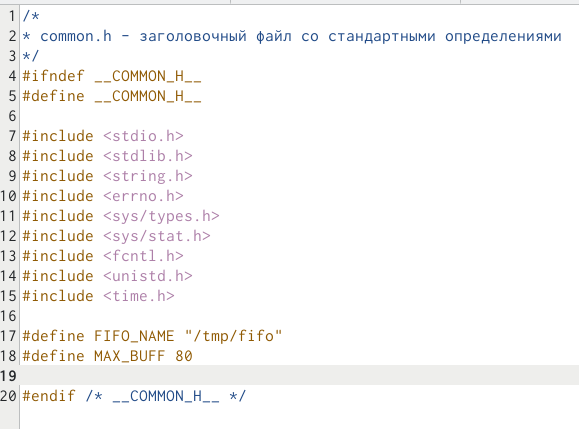 1 /*
2 * common.h - заголовочный файл со стандартными определениями
3 */
4 #ifndef __COMMON_H__
5 #define __COMMON_H__
6
7 #include <stdio.h>
8 #include <stdlib.h>
9 #include <string.h>
10 #include <errno.h>
11 #include <sys/types.h>
12 #include <sys/stat.h>
13 #include <fcntl.h>
14 #include <unistd.h>
15 #include <time.h>
16
17 #define FIFO_NAME "/tmp/fifo"
18 #define MAX_BUFF 80
19
20 #endif /* __COMMON_H__ */